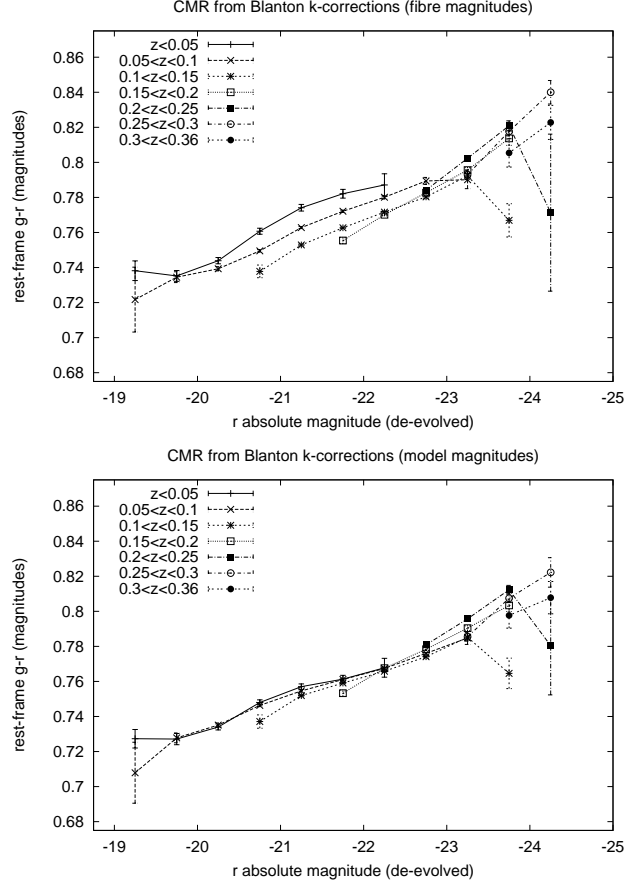 CMR from Blanton k-corrections (fibre magnitudes)
rest-frame g-r (magnitudes)
0.86
0.84
0.82
0.8
0.78
0.76
0.74
0.72
0.7
0.68
z<0.05
0.05<z<0.1
0.1<z<0.15
0.15<z<0.2
0.2<z<0.25
0.25<z<0.3
0.3<z<0.36
-19 -20 -21 -22 -23 -24 -25
r absolute magnitude (de-evolved)
CMR from Blanton k-corrections (model magnitudes)
rest-frame g-r (magnitudes)
0.86
0.84
0.82
0.8
0.78
0.76
0.74
0.72
0.7
0.68
z<0.05
0.05<z<0.1
0.1<z<0.15
0.15<z<0.2
0.2<z<0.25
0.25<z<0.3
0.3<z<0.36
-19 -20 -21 -22 -23 -24 -25
r absolute magnitude (de-evolved)